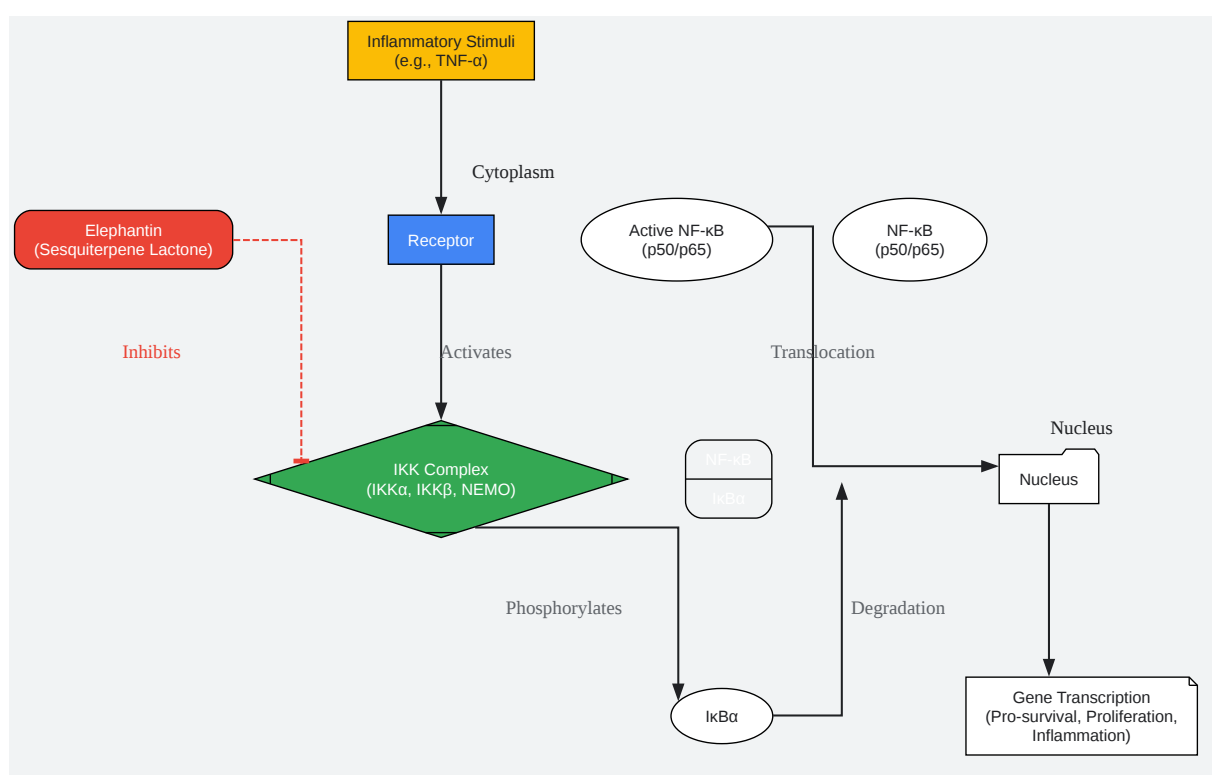 Inflammatory Stimuli
(e.g., TNF-α)
Cytoplasm
Elephantin
(Sesquiterpene Lactone)
Receptor
Active NF-κB
(p50/p65)
NF-κB
(p50/p65)
Inhibits
Activates
Translocation
Nucleus
NF-κB
IκBα
IKK Complex
(IKKα, IKKβ, NEMO)
Nucleus
Phosphorylates
Degradation
IκBα
Gene Transcription
(Pro-survival, Proliferation,
Inflammation)